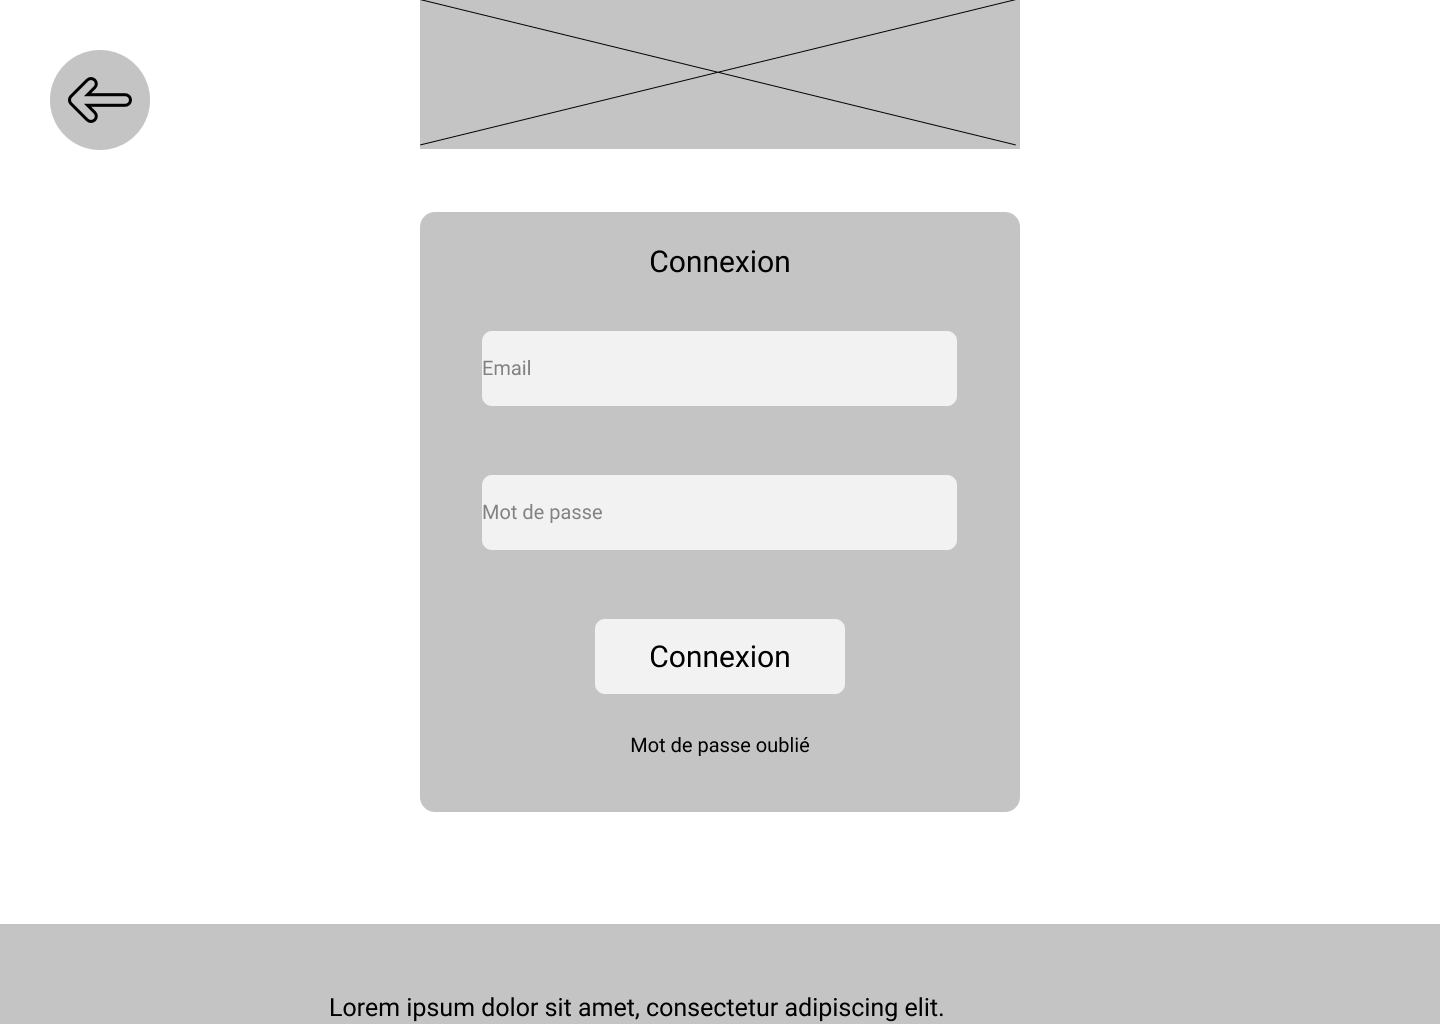 Connexion
Email
Mot de passe
Connexion
Mot de passe oublié
Lorem ipsum dolor sit amet, consectetur adipiscing elit.